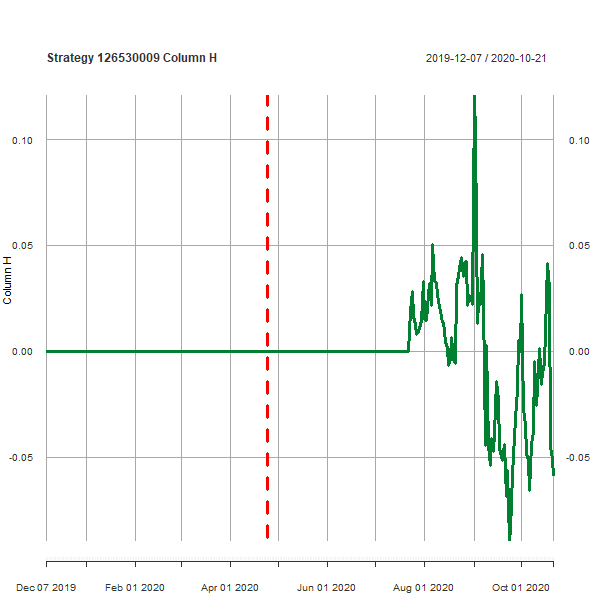 Strategy 126530009 Column H
2019-12-07 / 2020-10-21
0.10
0.10
0.05
0.05
Column H
0.00
0.00
-0.05
-0.05
Dec 07 2019
Feb 01 2020
Apr 01 2020
Jun 01 2020
Aug 01 2020
Oct 01 2020